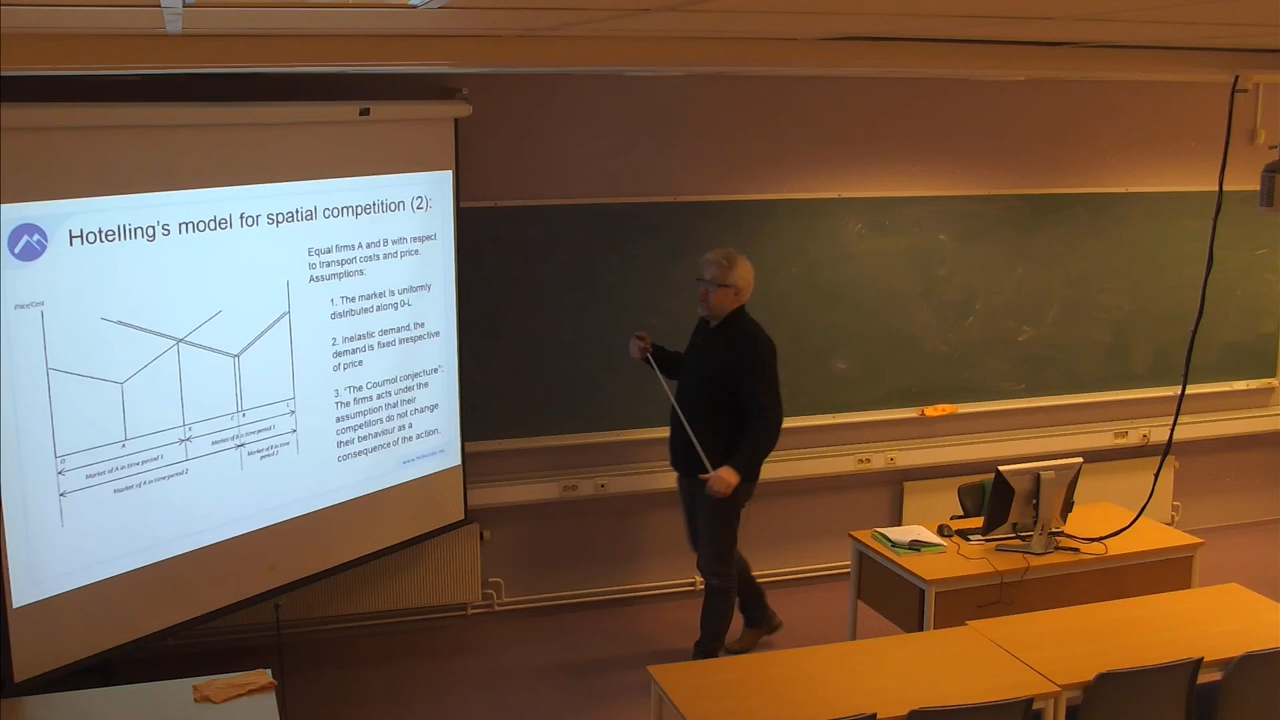 Hotelling's model for spatial competition (2):
Equal firms A and B with respect
to transport costs and price.
Assumptions:
1. The market is uniformly
distributed along 0-L
2. Inelastic demand, the
demand is fixed irrespective
of price
3. "The Cournot conjecture":
The firms acts under the
assumption that their
competitors do not change
their behaviour as a
consequence of the action.
Price/Cost
O
A
X
C
B
L
Market of A in time period 1
Market of B in time period 1
Market of A in time period 2
Market of B in time
period 2